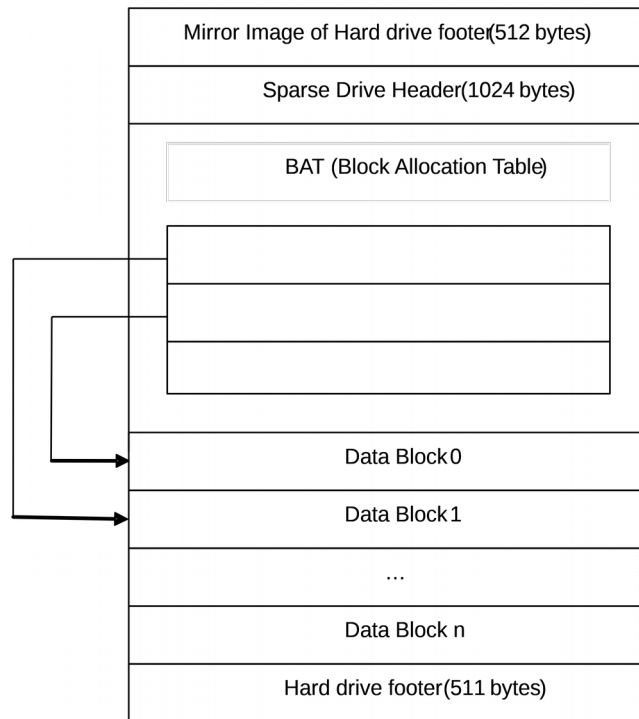 Mirror Image of Hard drive footer(512 bytes)
Sparse Drive Header(1024 bytes)
BAT (Block Allocation Table)
Data Block 0
Data Block 1
...
Data Block n
Hard drive footer(511 bytes)